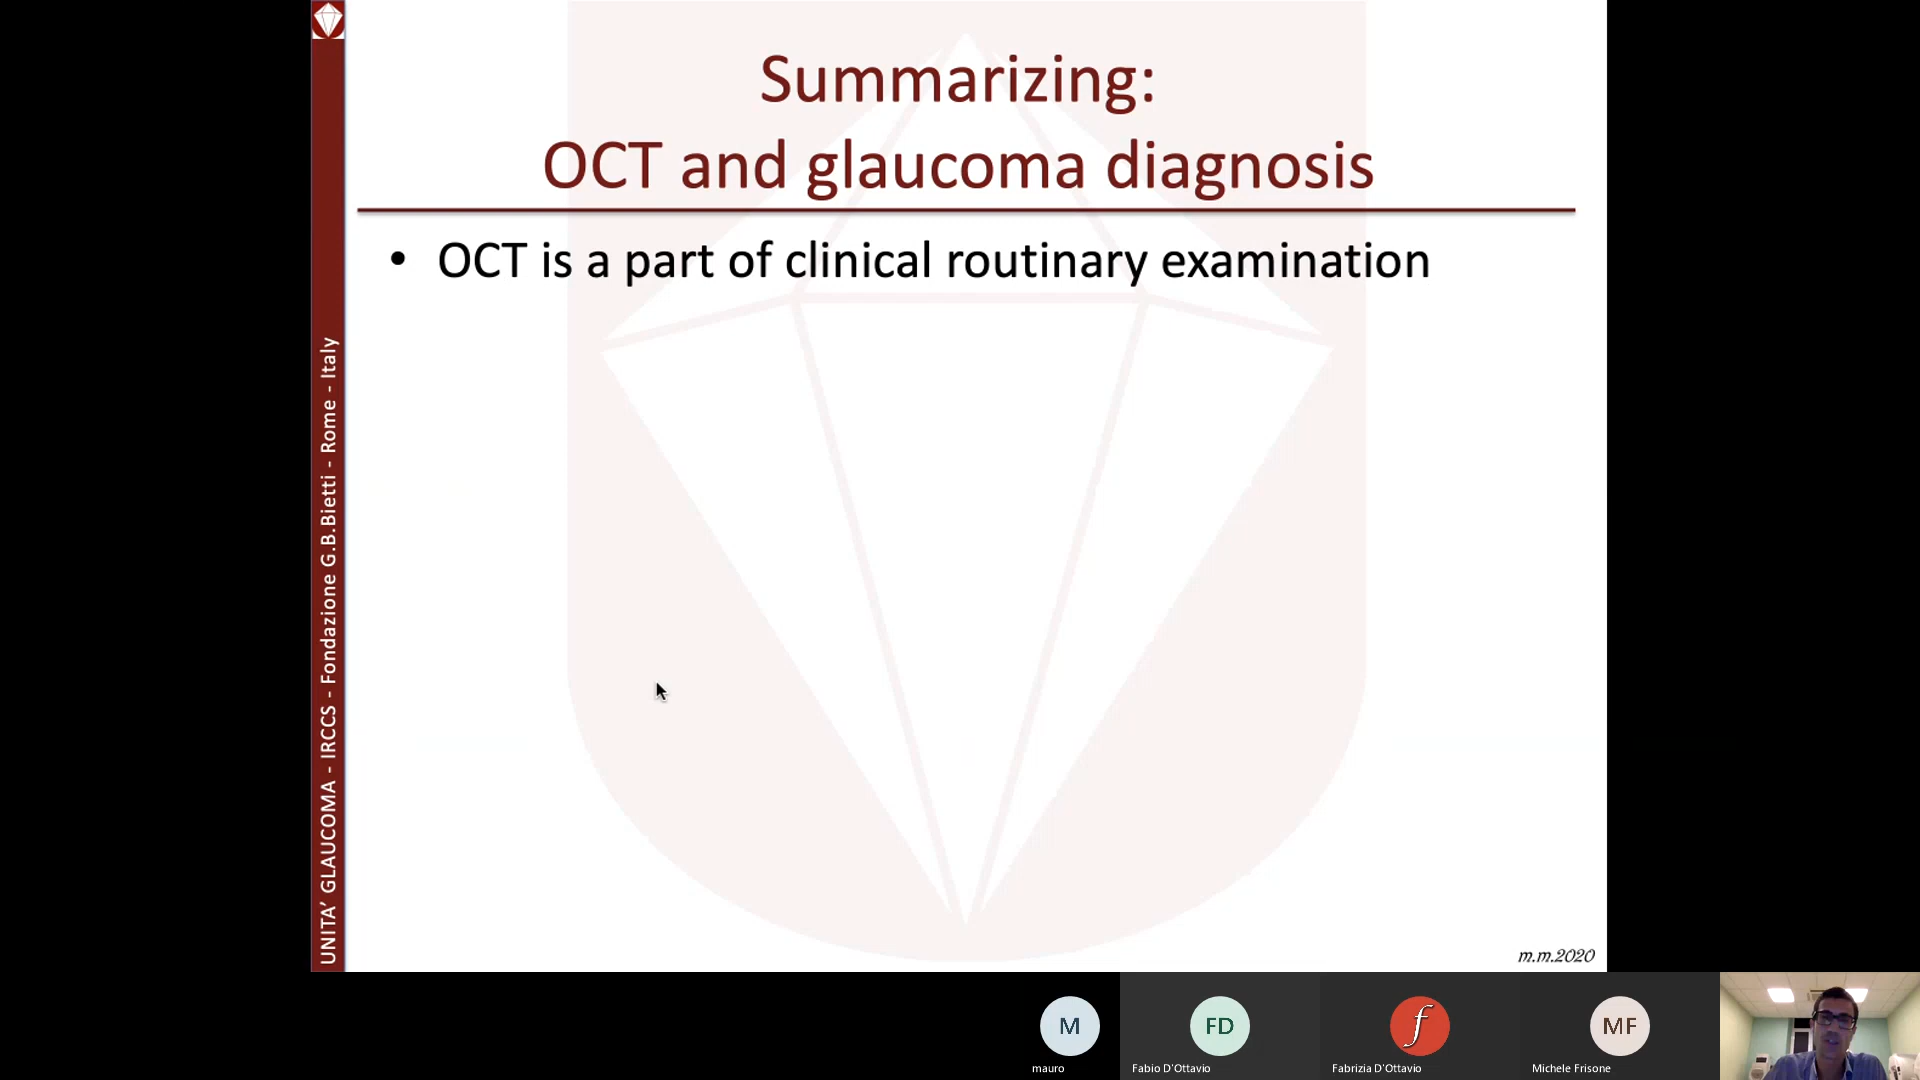 Summarizing:
OCT and glaucoma diagnosis
• OCT is a part of clinical routinary examination
UNITA’ GLAUCOMA - IRCCS - Fondazione G.B.Bietti - Rome - Italy
m.m.2020
M
mauro
FD
Fabio D'Ottavio
f
Fabrizia D'Ottavio
MF
Michele Frisone